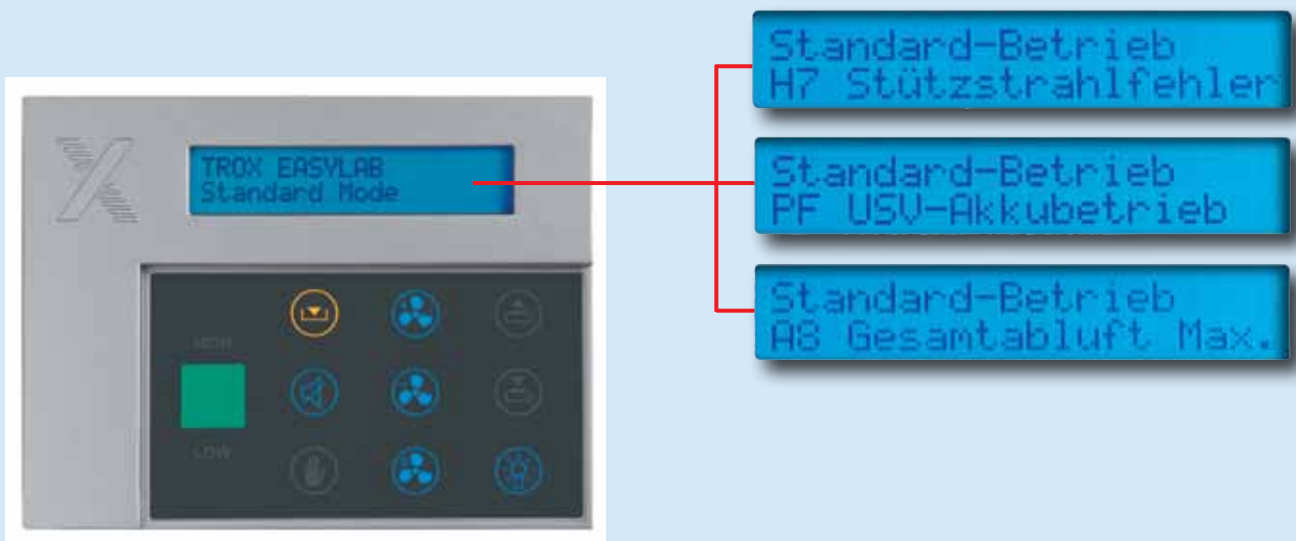 TROX EASYLAB
Standard Mode
HIGH
LOW
Standard-Betrieb
H7 Stützstrahlfehler
Standard-Betrieb
PF USV-Akkubetrieb
Standard-Betrieb
A8 Gesamtabluft Max.